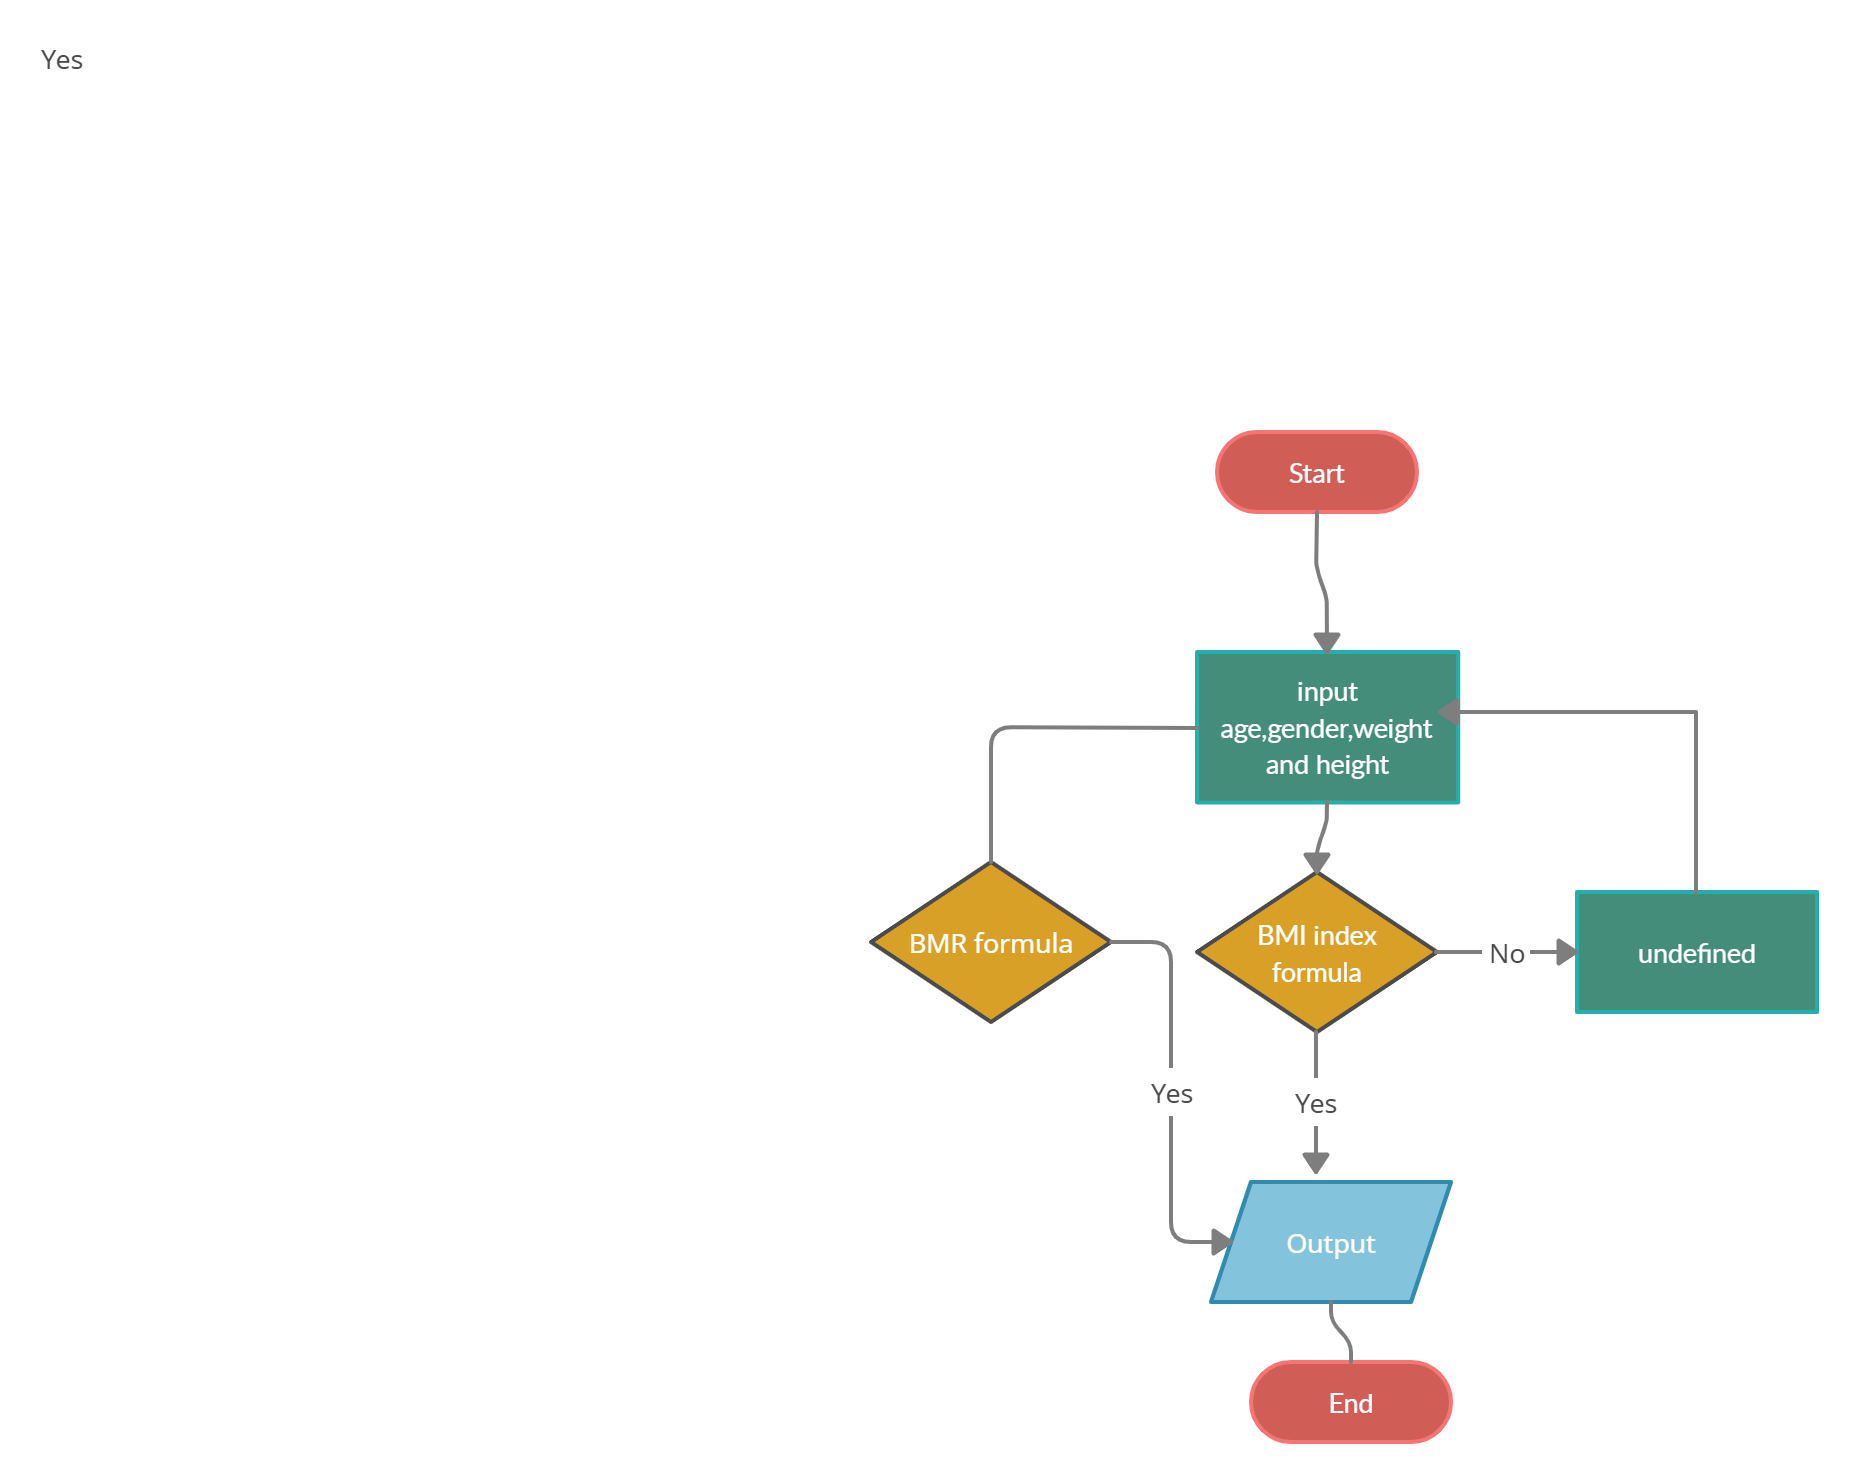 Yes
Start
input
age,gender,weight
and height
BMR formula
BMI index
formula
No
undefined
Yes
Yes
Output
End